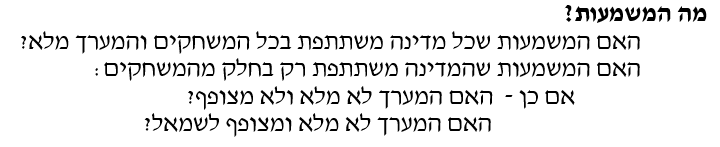 מה המשמעות?
האם המשמעות שכל מדינה משתתפת בכל המשחקים והמערך מלא?
האם המשמעות שהמדינה משתתפת רק בחלק מהמשחקים:
אם כן - האם המערך לא מלא ולא מצופף?
האם המערך לא מלא ומצופף לשמאל?